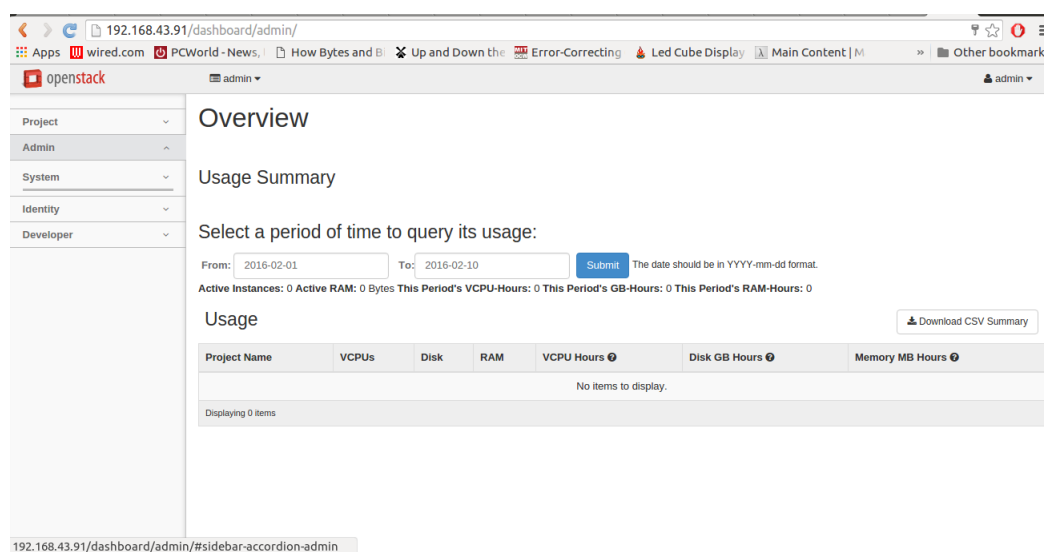 192.168.43.91/dashboard/admin/
Apps wired.com PCWorld - News, How Bytes and B Up and Down the Error-Correcting Led Cube Display Main Content | M » Other bookmark
openstack admin admin
Project
Admin
System
Identity
Developer
Overview
Usage Summary
Select a period of time to query its usage:
From: 2016-02-01 To: 2016-02-10 Submit The date should be in YYYY-mm-dd format.
Active Instances: 0 Active RAM: 0 Bytes This Period's VCPU-Hours: 0 This Period's GB-Hours: 0 This Period's RAM-Hours: 0
Usage
Download CSV Summary
Project Name VCPUs Disk RAM VCPU Hours Disk GB Hours Memory MB Hours
No items to display.
Displaying 0 items
192.168.43.91/dashboard/admin/#sidebar-accordion-admin